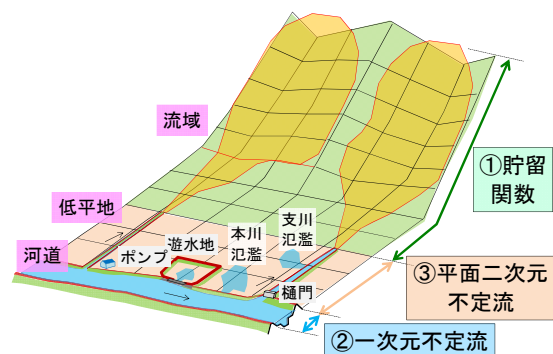 流域
①貯留
関数
低平地
本川
氾濫
支川
氾濫
遊水地
ポンプ
河道
樋門
③平面二次元
不定流
②一次元不定流